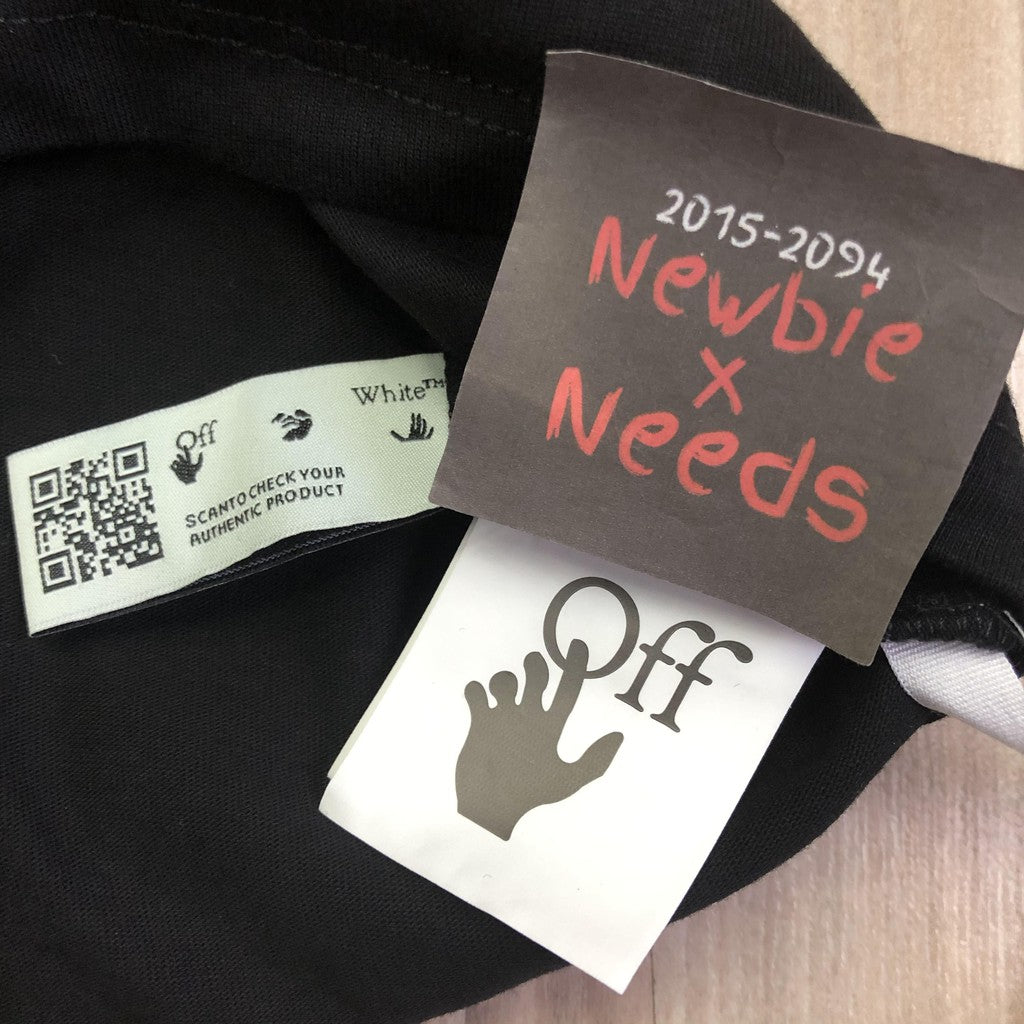 2015-2094
Newbie
x
Needs
Off
White™
SCAN TO CHECK YOUR
AUTHENTIC PRODUCT
Off